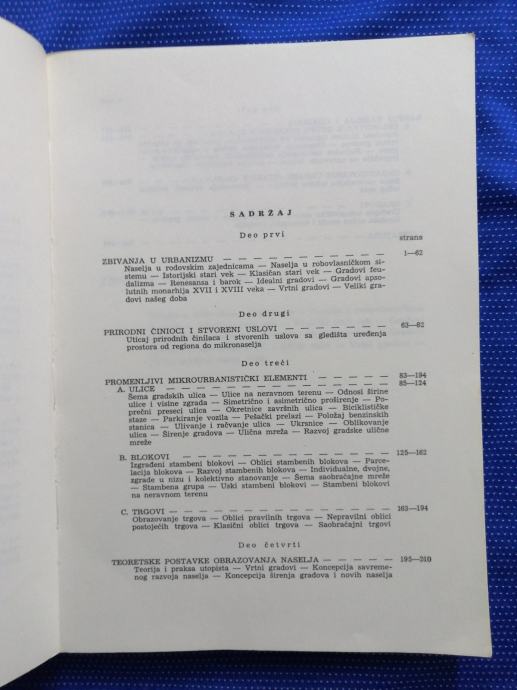 SADRŽAJ
Deo prvi
strana
ZBIVANJA U URBANIZMU — — — — — — — — — — — 1—62
Naselja u rodovskim zajednicama — Naselja u robovlasničkom si-
stemu — Istorijski stari vek — Klasičan stari vek — Gradovi feu-
dalizma — Renesansa i barok — Idealni gradovi — Gradovi apso-
lutnih monarhija XVII i XVIII veka — Vrtni gradovi — Veliki gra-
dovi našeg doba
Deo drugi
PRIRODNI ČINIOCI I STVORENI USLOVI — — — — — — — 63—82
Uticaj prirodnih činilaca i stvorenih uslova sa gledišta uređenja
prostora od regiona do mikronaselja
Deo treći
PROMENLJIVI MIKROURBANISTIČKI ELEMENTI — — — — — 83—194
A. ULICE — — — — — — — — — — — — — — 85—124
Šema gradskih ulica — Ulice na neravnom terenu — Odnosi širine
ulice i visine zgrada — Simetrično i asimetrično proširenje — Po-
prečni preseci ulica — Okretnice završnih ulica — Biciklističke
staze — Parkiranje vozila — Pešački prelazi — Položaj benzinskih
stanica — Ulivanje i račvanje ulica — Ukranice — Oblikovanje
ulica — Širenje gradova — Ulična mreža — Razvoj gradske ulične
mreže
B. BLOKOVI — — — — — — — — — — — — — 125—162
Izgrađeni stambeni blokovi — Oblici stambenih blokova — Parce-
lacija blokova — Razvoj stambenih blokova — Individualne, dvojne,
zgrade u nizu i kolektivno stanovanje — Šema saobraćajne mreže
— Stambena grupa — Uski stambeni blokovi — Stambeni blokovi
na neravnom terenu
C. TRGOVI — — — — — — — — — — — — — — 163—194
Obrazovanje trgova — Oblici pravilnih trgova — Nepravilni oblici
postojećih trgova — Klasični oblici trgova — Saobraćajni trgovi
Deo četvrti
TEORETSKE POSTAVKE OBRAZOVANJA NASELJA — — — — — 195—210
Teorija i praksa utopista — Vrtni gradovi — Koncepcija savreme-
nog razvoja naselja — Koncepcija širenja gradova i novih naselja